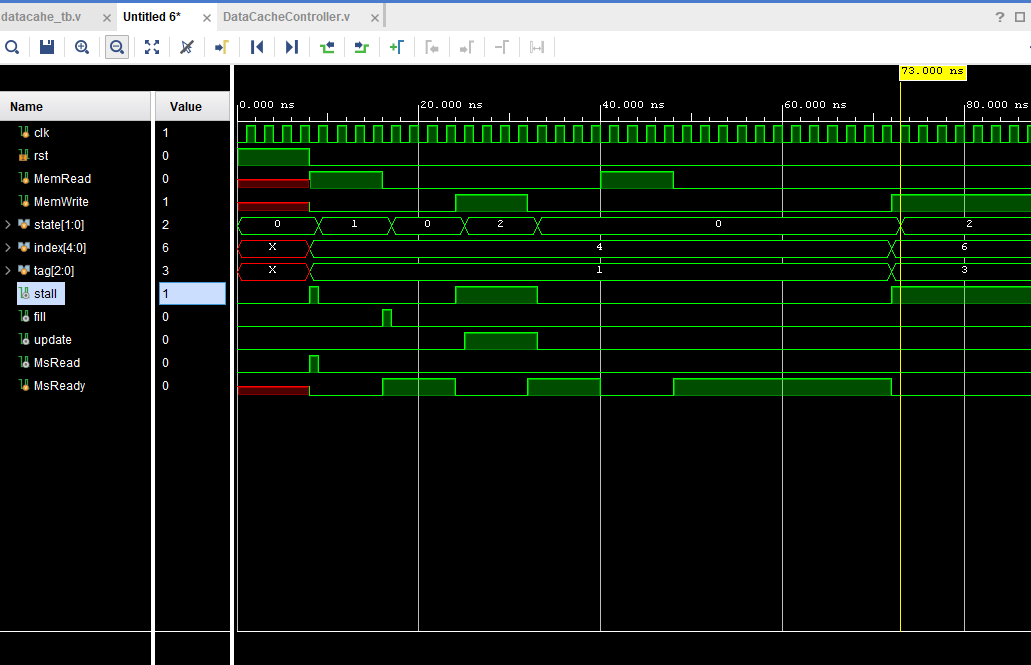 datacahe_tb.v × Untitled 6* × DataCacheController.v × ?
73.000 ns
0.000 ns 20.000 ns 40.000 ns 60.000 ns 80.000 ns
Name Value
clk 1
rst 0
MemRead 0
MemWrite 1
state[1:0] 2 0 1 0 2 0 2
index[4:0] 6 X 4 6
tag[2:0] 3 X 1 3
stall 1
fill 0
update 0
MsRead 0
MsReady 0